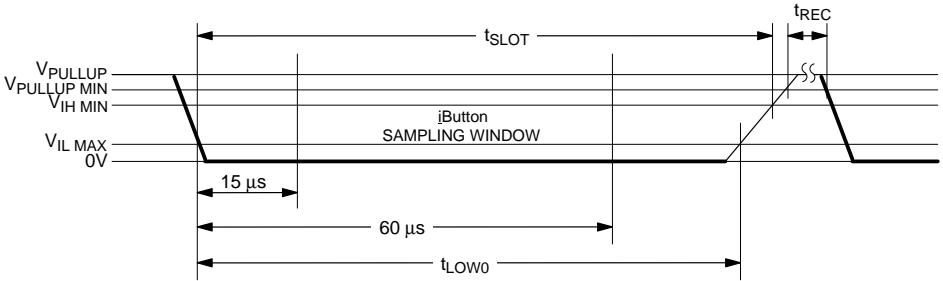 tREC
tSLOT
VPULLUP
VPULLUP MIN
VIH MIN
iButton
SAMPLING WINDOW
VIL MAX
0V
15 μs
60 μs
tLOW0